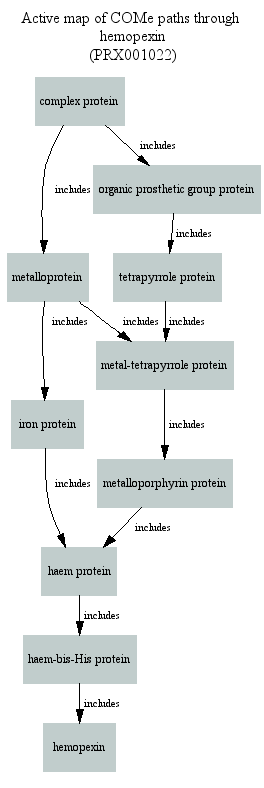 Active map of COMe paths through
hemopexin
(PRX001022)
complex protein
includes
includes
organic prosthetic group protein
includes
metalloprotein
tetrapyrrole protein
includes
includes
includes
metal-tetrapyrrole protein
iron protein
includes
metalloporphyrin protein
includes
includes
haem protein
includes
haem-bis-His protein
includes
hemopexin